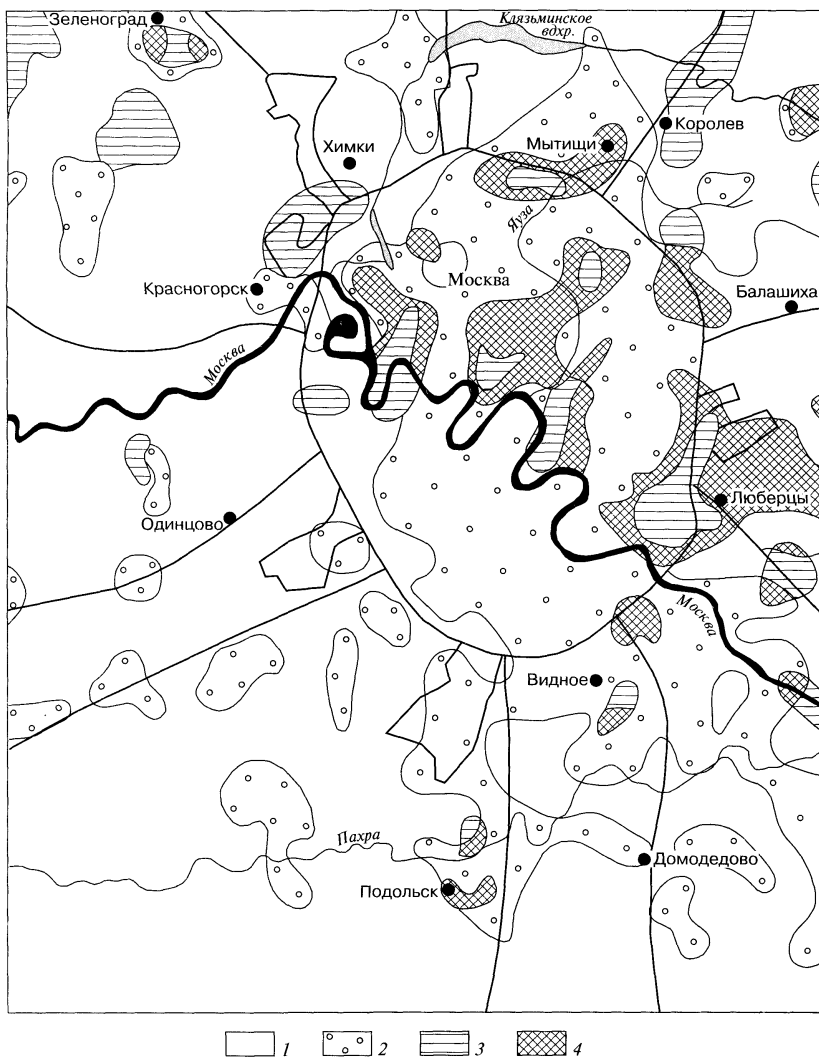 Зеленоград
Клязьминское
вдхр.
Химки
Мытищи
Королев
Яуза
Красногорск
Москва
Балашиха
Москва
Одинцово
Люберцы
Москва
Видное
Пахра
Домодедово
Подольск
1 2 3 4